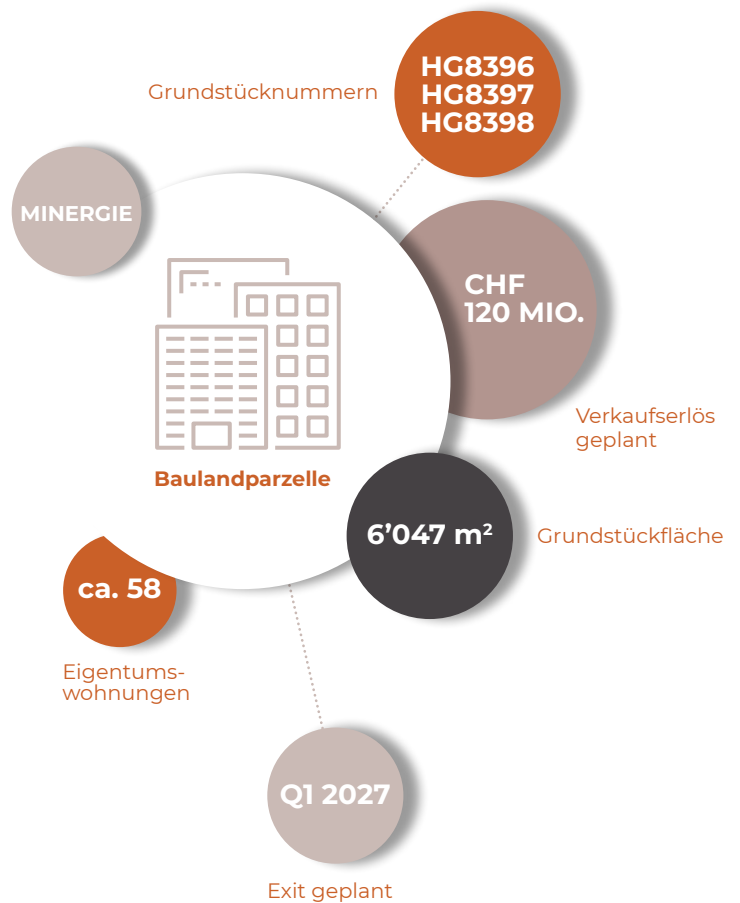 Grundstücknummern
HG8396
HG8397
HG8398
MINERGIE
CHF
120 MIO.
Verkaufserlös
geplant
Baulandparzelle
6’047 m²
Grundstückfläche
ca. 58
Eigentums-
wohnungen
Q1 2027
Exit geplant